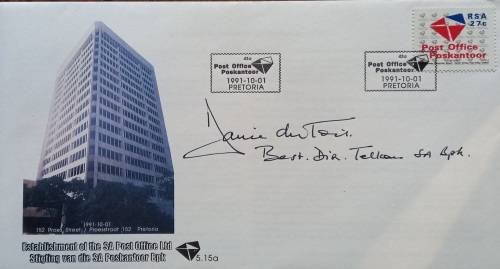 RSA
27c
Post Office
Poskantoor
Post Office
Poskantoor
1991-10-01
PRETORIA
Post Office
Poskantoor
1991-10-01
PRETORIA
Danie du Toit.
Best. Dir. Telkom SA Bpk.
1991-10-01
152 Proes Street / Proesstraat 152 Pretoria
Establishment of the SA Post Office Ltd
Stigting van die SA Poskantoor Bpk
5.15a